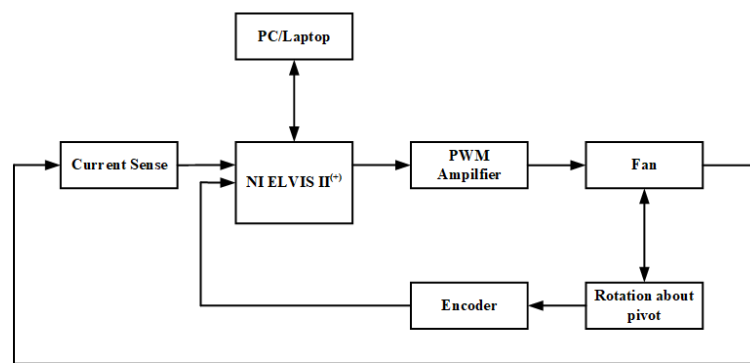 PC/Laptop
Current Sense
NI ELVIS II(+)
PWM
Ampilfier
Fan
Encoder
Rotation about
pivot